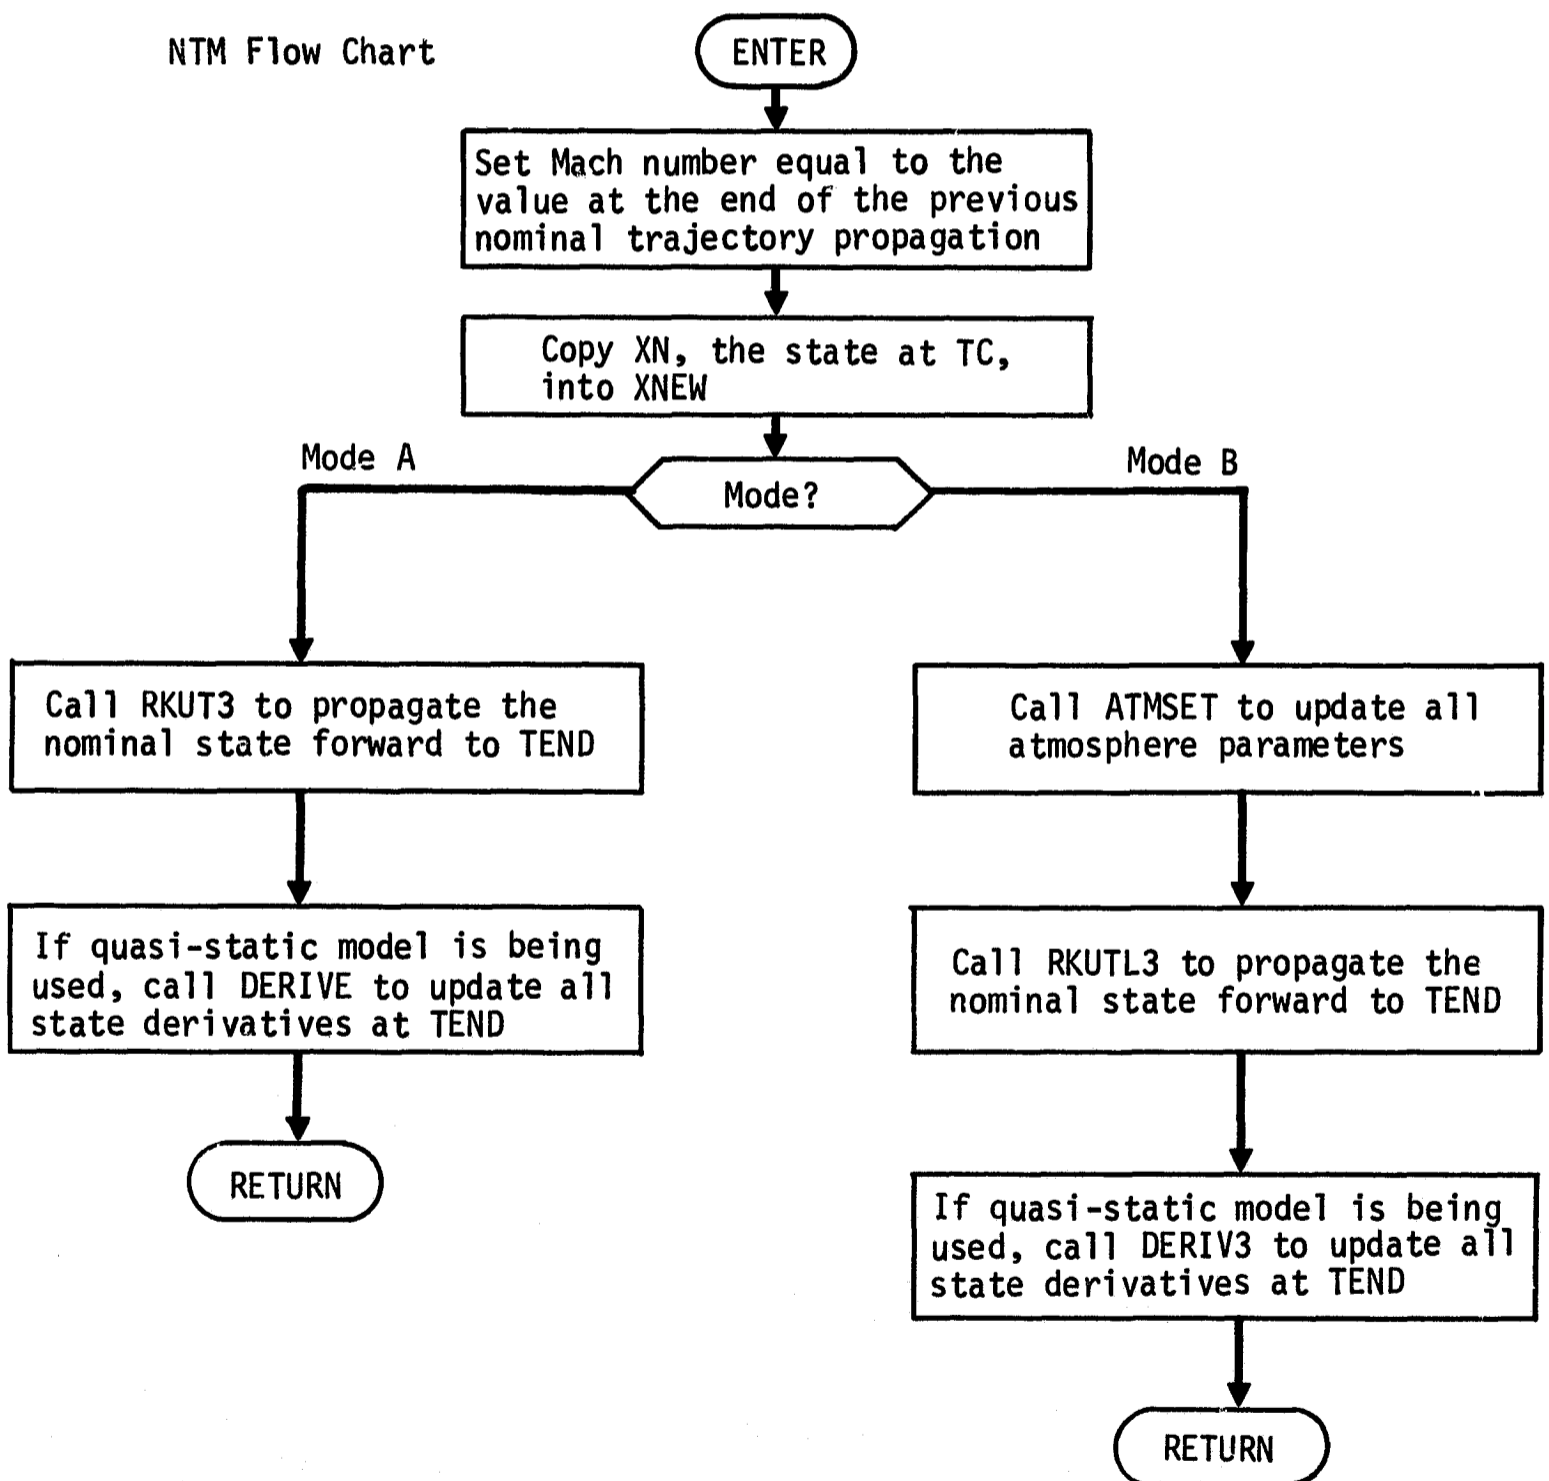 NTM Flow Chart
ENTER
Set Mach number equal to the
value at the end of the previous
nominal trajectory propagation
Copy XN, the state at TC,
into XNEW
Mode?
Mode A
Call RKUT3 to propagate the
nominal state forward to TEND
If quasi-static model is being
used, call DERIVE to update all
state derivatives at TEND
RETURN
Mode B
Call ATMSET to update all
atmosphere parameters
Call RKUTL3 to propagate the
nominal state forward to TEND
If quasi-static model is being
used, call DERIV3 to update all
state derivatives at TEND
RETURN